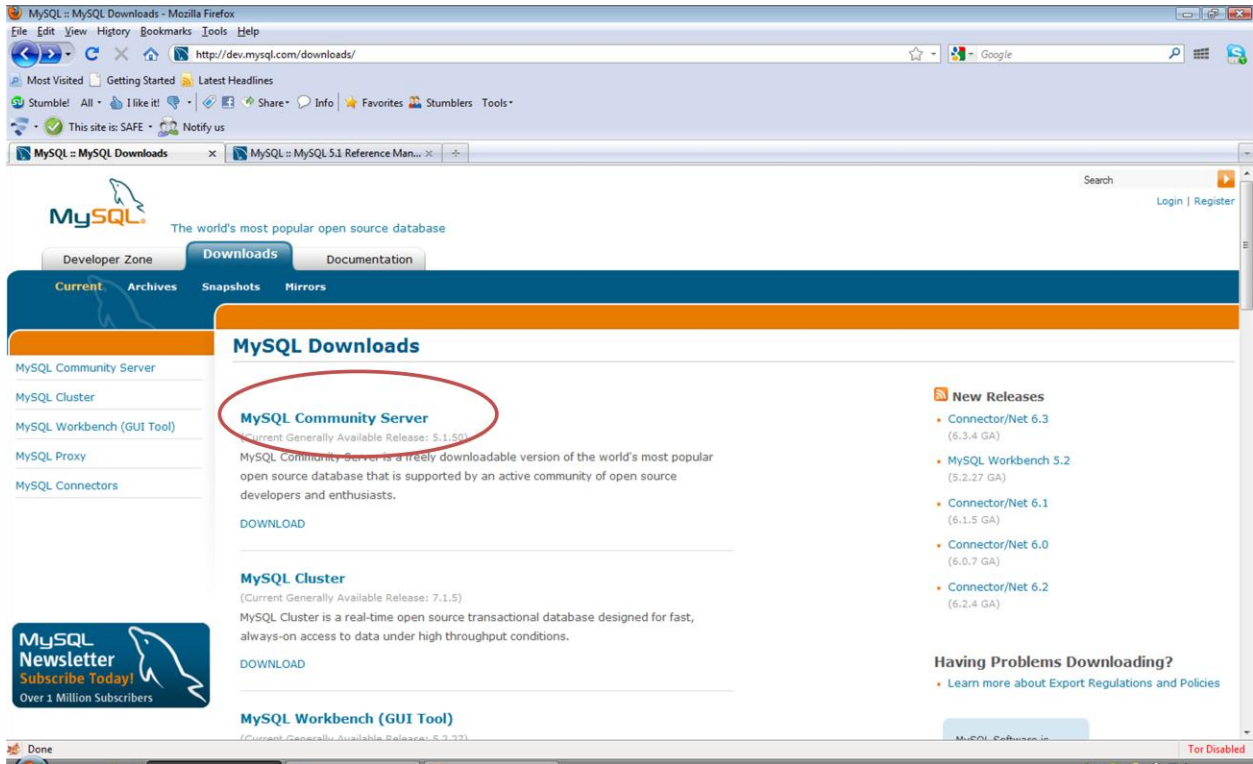 MySQL :: MySQL Downloads - Mozilla Firefox
File Edit View History Bookmarks Tools Help
http://dev.mysql.com/downloads/
Google
Most Visited Getting Started Latest Headlines
Stumble! All I like it! Share Info Favorites Stumblers Tools
This site is: SAFE Notify us
MySQL :: MySQL Downloads
MySQL :: MySQL 5.1 Reference Man...
Search
Login | Register
MySQL®
The world's most popular open source database
Developer Zone Downloads Documentation
Current Archives Snapshots Mirrors
MySQL Community Server
MySQL Cluster
MySQL Workbench (GUI Tool)
MySQL Proxy
MySQL Connectors
MySQL
Newsletter
Subscribe Today!
Over 1 Million Subscribers
MySQL Downloads
MySQL Community Server
(Current Generally Available Release: 5.1.50)
MySQL Community Server is a freely downloadable version of the world's most popular
open source database that is supported by an active community of open source
developers and enthusiasts.
DOWNLOAD
MySQL Cluster
(Current Generally Available Release: 7.1.5)
MySQL Cluster is a real-time open source transactional database designed for fast,
always-on access to data under high throughput conditions.
DOWNLOAD
MySQL Workbench (GUI Tool)
(Current Generally Available Release: 5.2.27)
New Releases
Connector/Net 6.3
(6.3.4 GA)
MySQL Workbench 5.2
(5.2.27 GA)
Connector/Net 6.1
(6.1.5 GA)
Connector/Net 6.0
(6.0.7 GA)
Connector/Net 6.2
(6.2.4 GA)
Having Problems Downloading?
Learn more about Export Regulations and Policies
MySQL Software is
Done
Tor Disabled